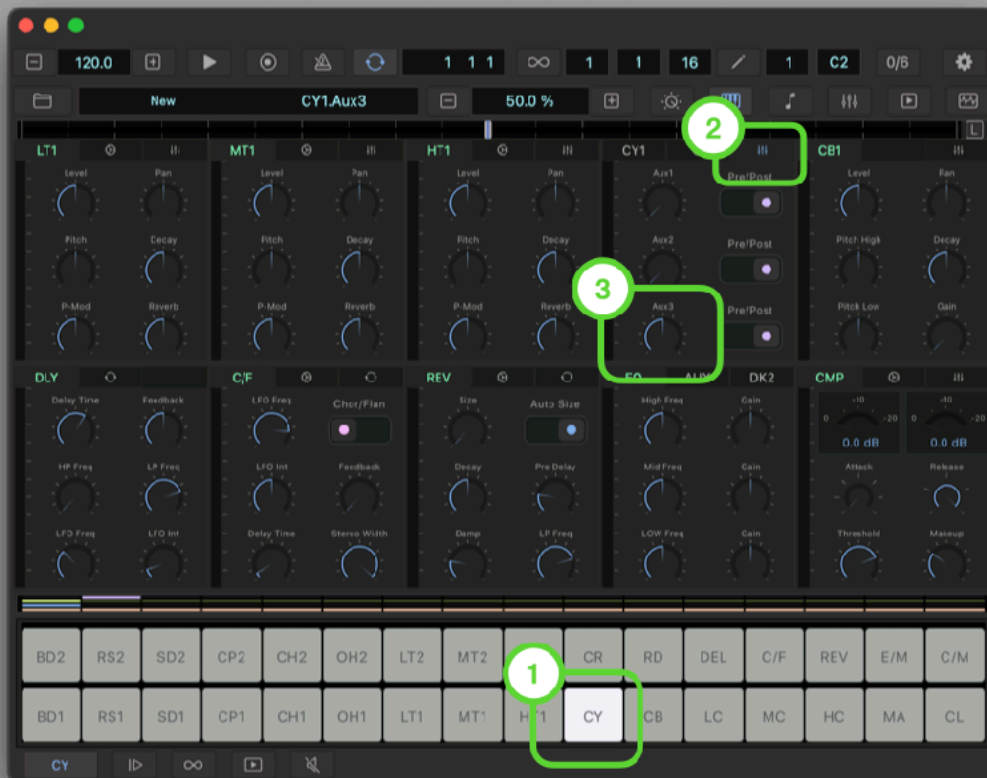 120.0 1 1 1 1 1 16 1 C2 0/6
New CY1.Aux3 50.0 %
L
2
LT1 MT1 HT1 CY1 CB1
Level Pan Level Pan Level Pan Aux1 Pre/Post Level Pan
Pitch Decay Pitch Decay Pitch Decay Aux2 Pre/Post Pitch High Decay
3
P-Mod Reverb P-Mod Reverb P-Mod Reverb Aux3 Pre/Post Pitch Low Gain
DLY C/F REV EQ AUX DK2 CMP
Delay Time Feedback LFO Freq Chor/Flan Size Auto Size High Freq Gain -10 -10
0 -20 0 -20
0.0 dB 0.0 dB
HP Freq LP Freq LFO Int Feedback Decay Pre Delay Mid Freq Gain Attack Release
LFO Freq LFO Int Delay Time Stereo Width Damp LP Freq LOW Freq Gain Threshold Makeup
BD2 RS2 SD2 CP2 CH2 OH2 LT2 MT2 CR RD DEL C/F REV E/M C/M
1
BD1 RS1 SD1 CP1 CH1 OH1 LT1 MT1 HT1 CY CB LC MC HC MA CL
CY